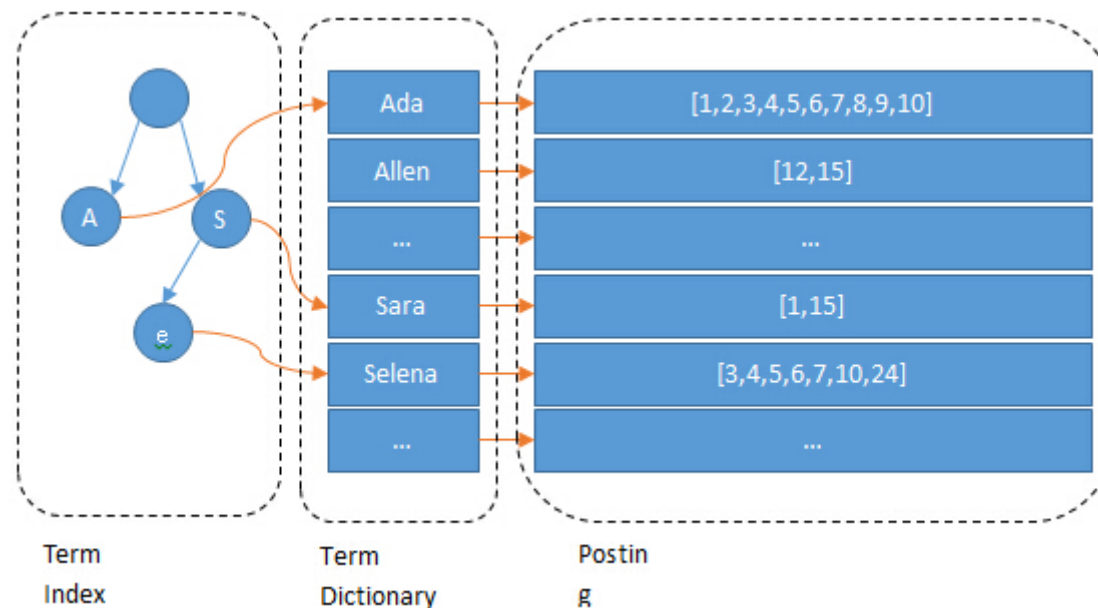 Ada [1,2,3,4,5,6,7,8,9,10]
Allen [12,15]
A S
... ...
Sara [1,15]
e
Selena [3,4,5,6,7,10,24]
... ...
Term Term Postin
Index Dictionary g